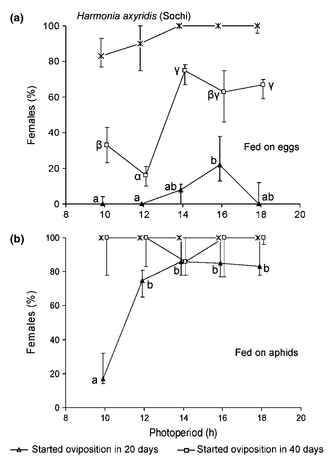 (a)
Harmonia axyridis (Sochi)
100
80
60
40
20
0
Females (%)
β
α
γ
βγ
γ
a
a
ab
b
ab
Fed on eggs
8 10 12 14 16 18 20
(b)
100
80
60
40
20
0
Females (%)
a
b
b
b
b
Fed on aphids
8 10 12 14 16 18 20
Photoperiod (h)
Started oviposition in 20 days Started oviposition in 40 days